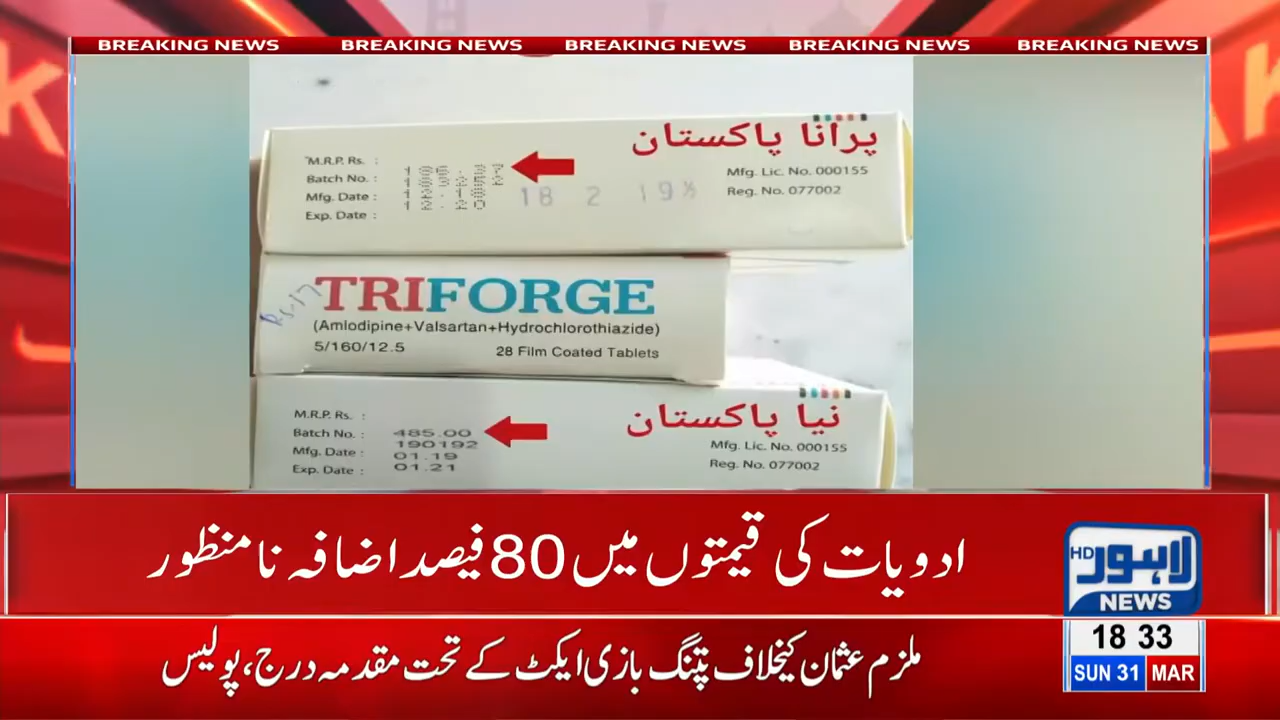 BREAKING NEWS BREAKING NEWS BREAKING NEWS BREAKING NEWS BREAKING NEWS
پرانا پاکستان
M.R.P. Rs. :
Batch No. :
Mfg. Date :
Exp. Date :
18 2 19½
Mfg. Lic. No. 000155
Reg. No. 077002
TRIFORGE
(Amlodipine+Valsartan+Hydrochlorothiazide)
5/160/12.5 28 Film Coated Tablets
نیا پاکستان
M.R.P. Rs. :
Batch No. : 485.00
190192
Mfg. Date : 01.19
Exp. Date : 01.21
Mfg. Lic. No. 000155
Reg. No. 077002
ادویات کی قیمتوں میں 80 فیصد اضافہ نامنظور
لاہور HD
NEWS
ملزم عثمان کیخلاف پتنگ بازی ایکٹ کے تحت مقدمہ درج، پولیس
18 33
SUN 31 MAR